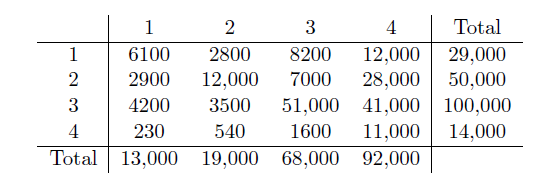 1 2 3 4 Total
1 6100 2800 8200 12,000 29,000
2 2900 12,000 7000 28,000 50,000
3 4200 3500 51,000 41,000 100,000
4 230 540 1600 11,000 14,000
Total 13,000 19,000 68,000 92,000